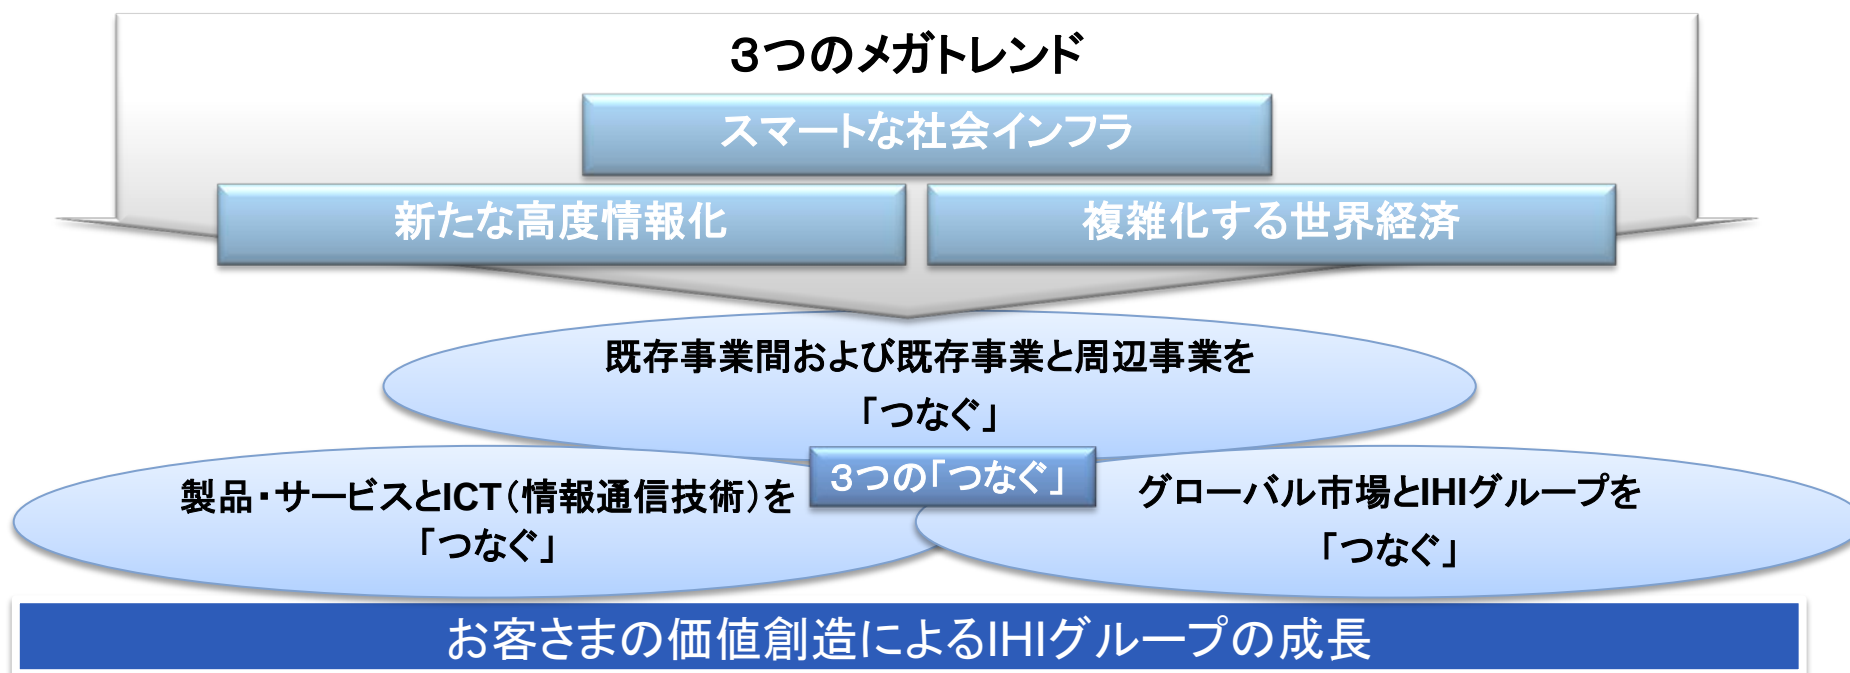 ３つのメガトレンド
スマートな社会インフラ
新たな高度情報化
複雑化する世界経済
既存事業間および既存事業と周辺事業を
「つなぐ」
３つの「つなぐ」
製品・サービスとICT（情報通信技術）を
「つなぐ」
グローバル市場とIHIグループを
「つなぐ」
お客さまの価値創造によるIHIグループの成長